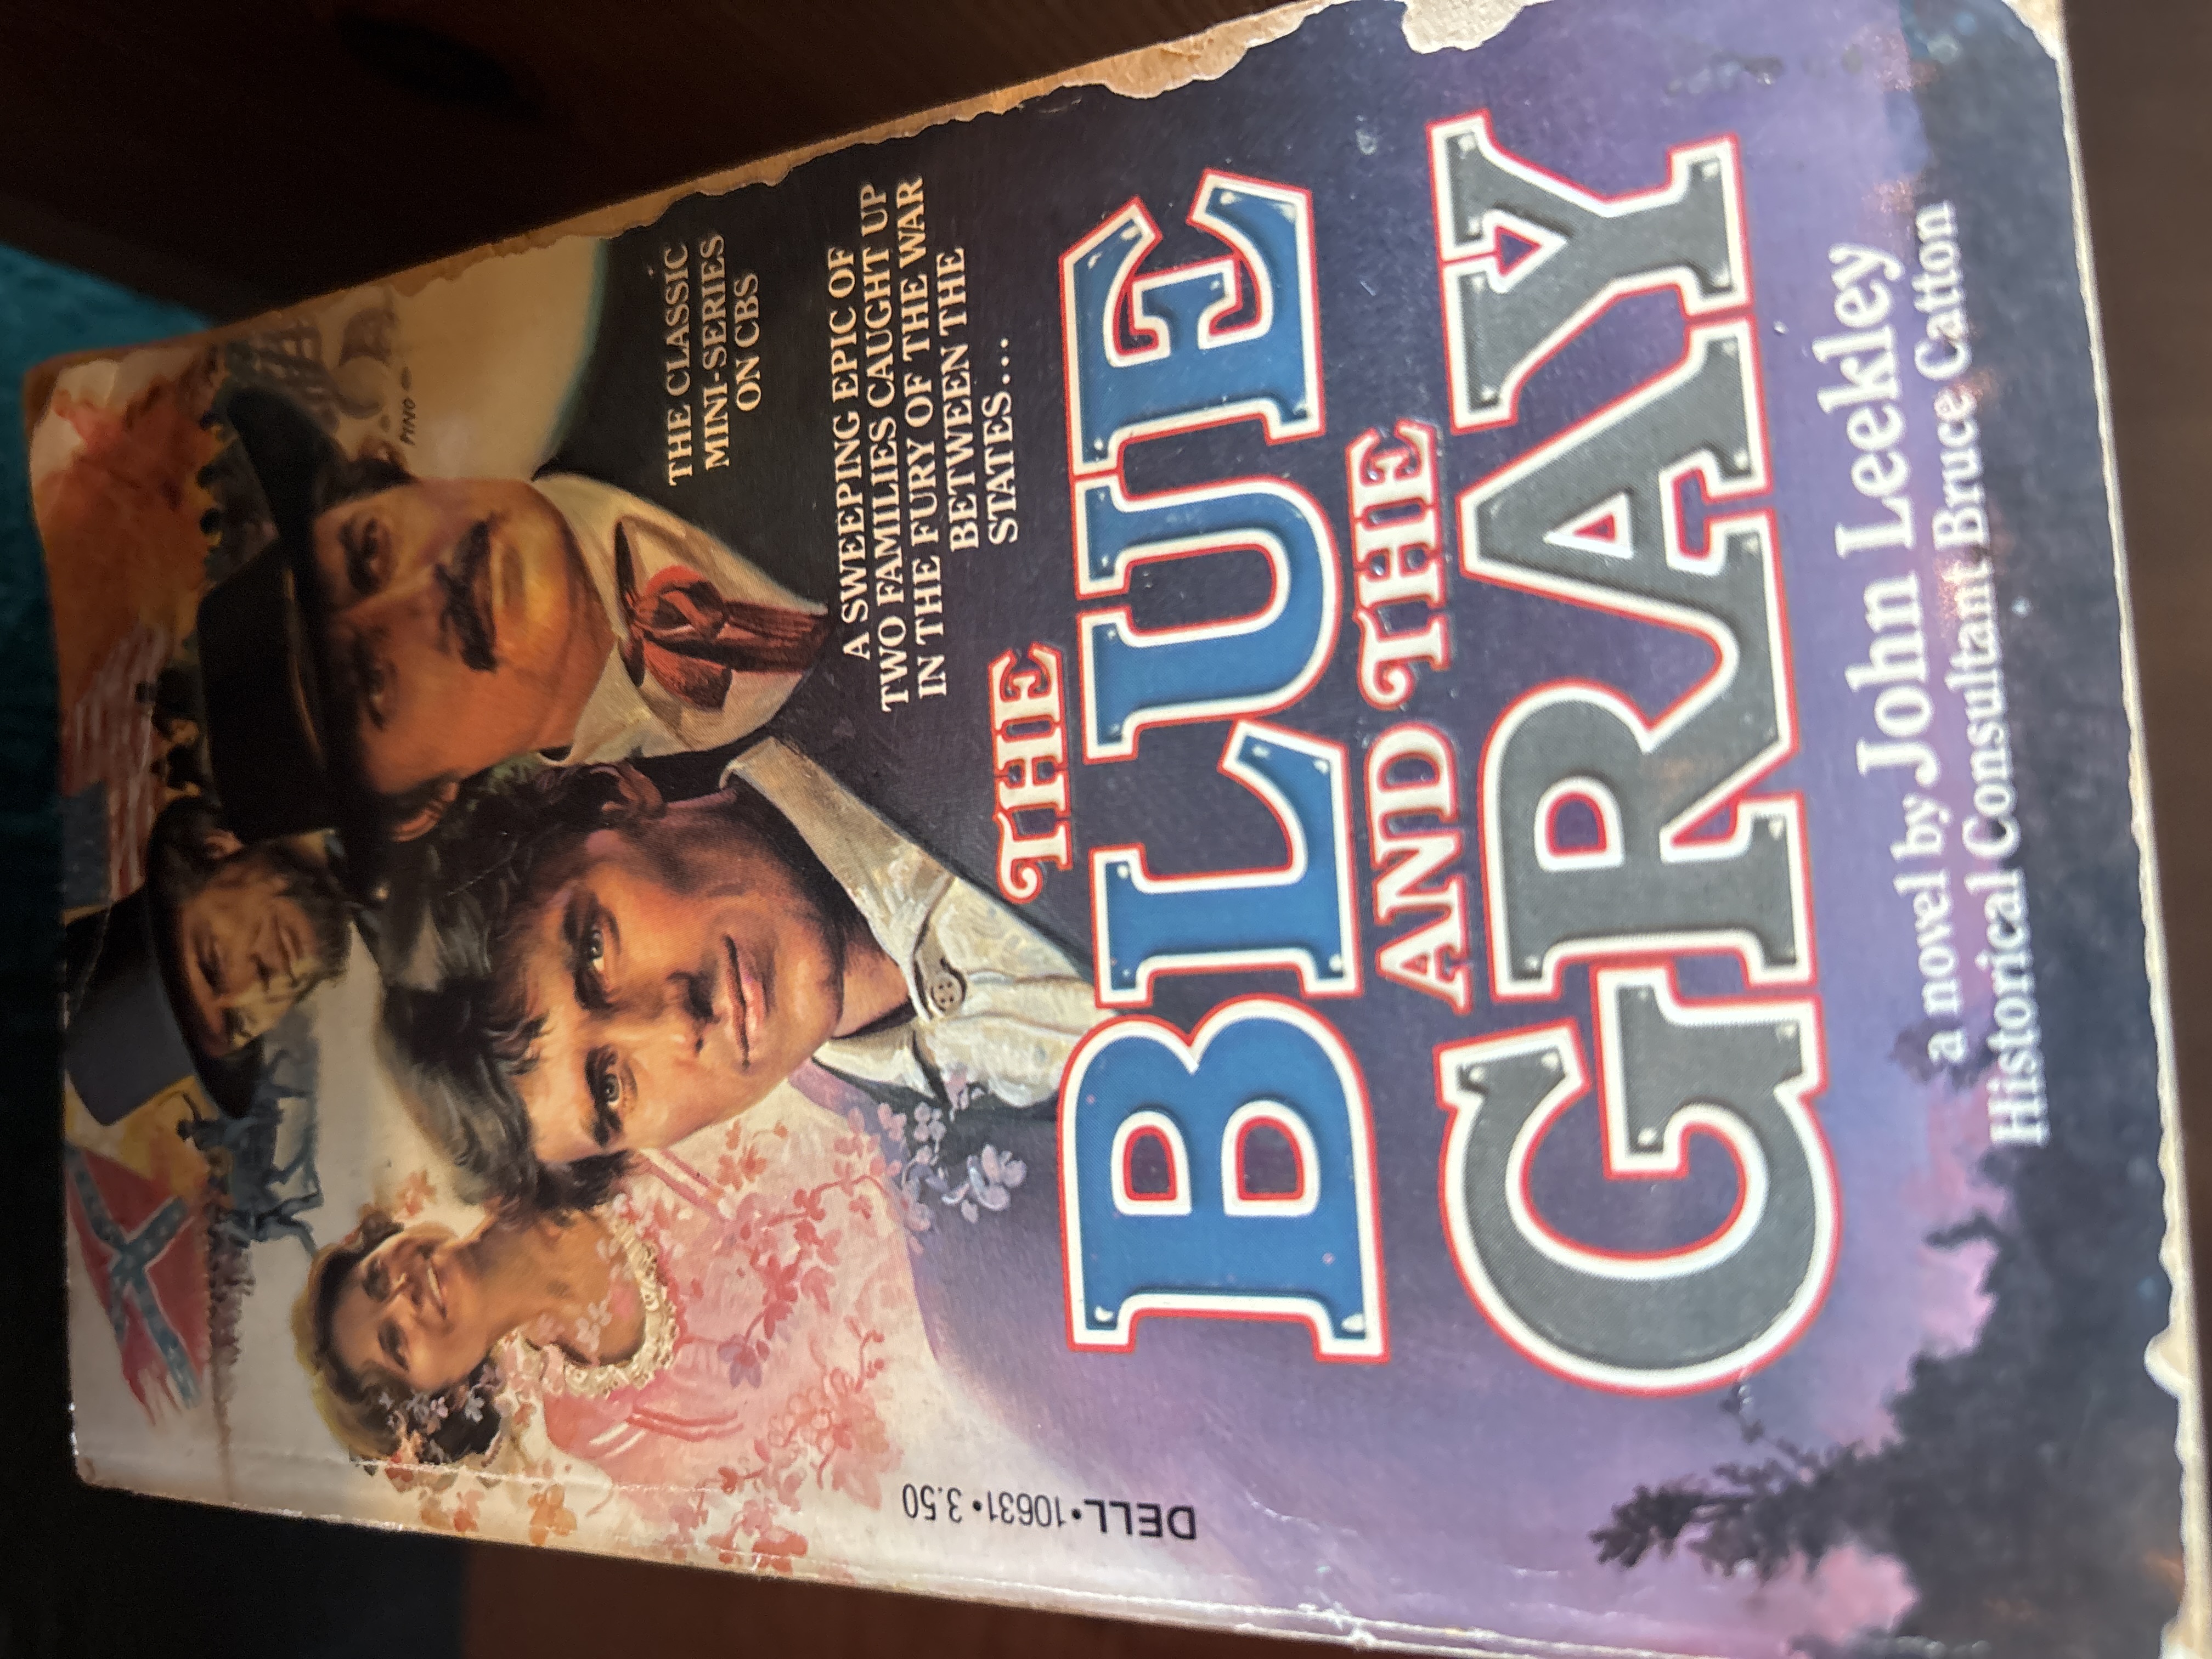 PINO
THE CLASSIC
MINI-SERIES
ON CBS
A SWEEPING EPIC OF
TWO FAMILIES CAUGHT UP
IN THE FURY OF THE WAR
BETWEEN THE
STATES...
THE
BLUE
AND THE
GRAY
a novel by John Leekley
Historical Consultant Bruce Catton
DELL•10631•3.50